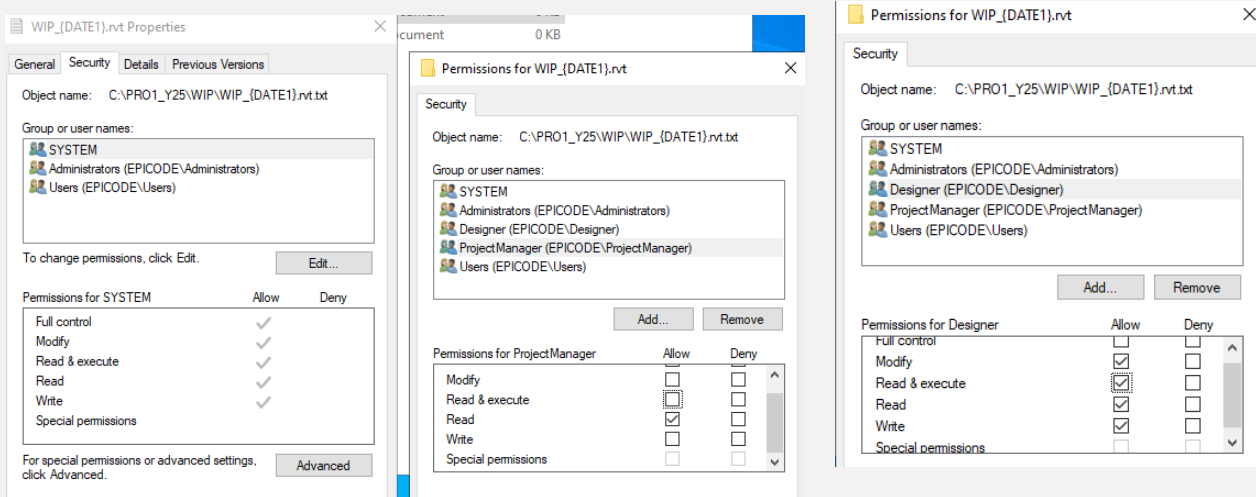 WIP_{DATE1}.rvt Properties
General Security Details Previous Versions
Object name: C:\PRO1_Y25\WIP\WIP_{DATE1}.rvt.txt
Group or user names:
SYSTEM
Administrators (EPICODE\Administrators)
Users (EPICODE\Users)
To change permissions, click Edit.
Edit...
Permissions for SYSTEM Allow Deny
Full control
Modify
Read & execute
Read
Write
Special permissions
For special permissions or advanced settings,
click Advanced.
Advanced
0 KB
Permissions for WIP_{DATE1}.rvt
Security
Object name: C:\PRO1_Y25\WIP\WIP_{DATE1}.rvt.txt
Group or user names:
SYSTEM
Administrators (EPICODE\Administrators)
Designer (EPICODE\Designer)
ProjectManager (EPICODE\ProjectManager)
Users (EPICODE\Users)
Add... Remove
Permissions for ProjectManager Allow Deny
Modify
Read & execute
Read
Write
Special permissions
Permissions for WIP_{DATE1}.rvt
Security
Object name: C:\PRO1_Y25\WIP\WIP_{DATE1}.rvt.txt
Group or user names:
SYSTEM
Administrators (EPICODE\Administrators)
Designer (EPICODE\Designer)
ProjectManager (EPICODE\ProjectManager)
Users (EPICODE\Users)
Add... Remove
Permissions for Designer Allow Deny
Full control
Modify
Read & execute
Read
Write
Special permissions